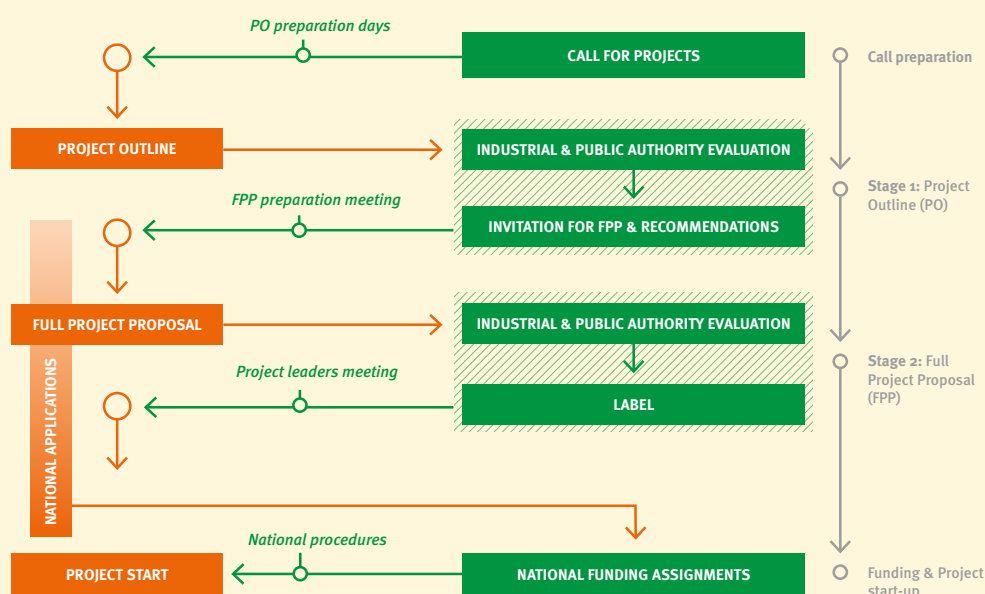 PO preparation days
CALL FOR PROJECTS
Call preparation
PROJECT OUTLINE
INDUSTRIAL & PUBLIC AUTHORITY EVALUATION
Stage 1: Project
Outline (PO)
FPP preparation meeting
INVITATION FOR FPP & RECOMMENDATIONS
FULL PROJECT PROPOSAL
INDUSTRIAL & PUBLIC AUTHORITY EVALUATION
Stage 2: Full
Project Proposal
(FPP)
Project leaders meeting
LABEL
NATIONAL APPLICATIONS
National procedures
PROJECT START
NATIONAL FUNDING ASSIGNMENTS
Funding & Project
start-up